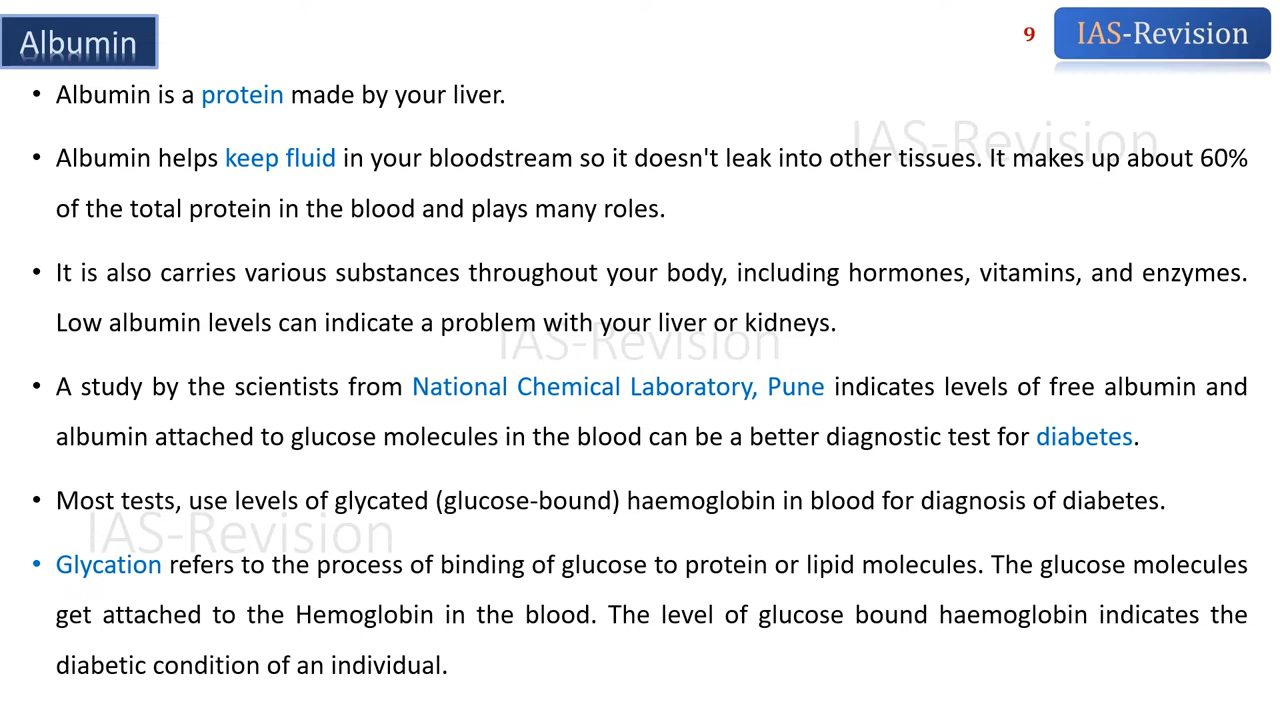 Albumin
9
IAS-Revision
• Albumin is a protein made by your liver.
• Albumin helps keep fluid in your bloodstream so it doesn't leak into other tissues. It makes up about 60%
of the total protein in the blood and plays many roles.
• It is also carries various substances throughout your body, including hormones, vitamins, and enzymes.
Low albumin levels can indicate a problem with your liver or kidneys.
• A study by the scientists from National Chemical Laboratory, Pune indicates levels of free albumin and
albumin attached to glucose molecules in the blood can be a better diagnostic test for diabetes.
• Most tests, use levels of glycated (glucose-bound) haemoglobin in blood for diagnosis of diabetes.
• Glycation refers to the process of binding of glucose to protein or lipid molecules. The glucose molecules
get attached to the Hemoglobin in the blood. The level of glucose bound haemoglobin indicates the
diabetic condition of an individual.
IAS-Revision
IAS-Revision
IAS-Revision